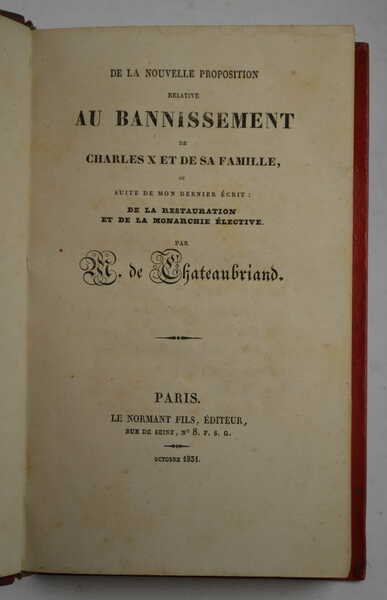 DE LA NOUVELLE PROPOSITION
RELATIVE
AU BANNISSEMENT
DE
CHARLES X ET DE SA FAMILLE,
OU
SUITE DE MON DERNIER ÉCRIT :
DE LA RESTAURATION
ET DE LA MONARCHIE ÉLECTIVE.
PAR
M. de Chateaubriand.
PARIS.
LE NORMANT FILS, ÉDITEUR,
RUE DE SEINE, N° 8. F. S. G.
OCTOBRE 1831.